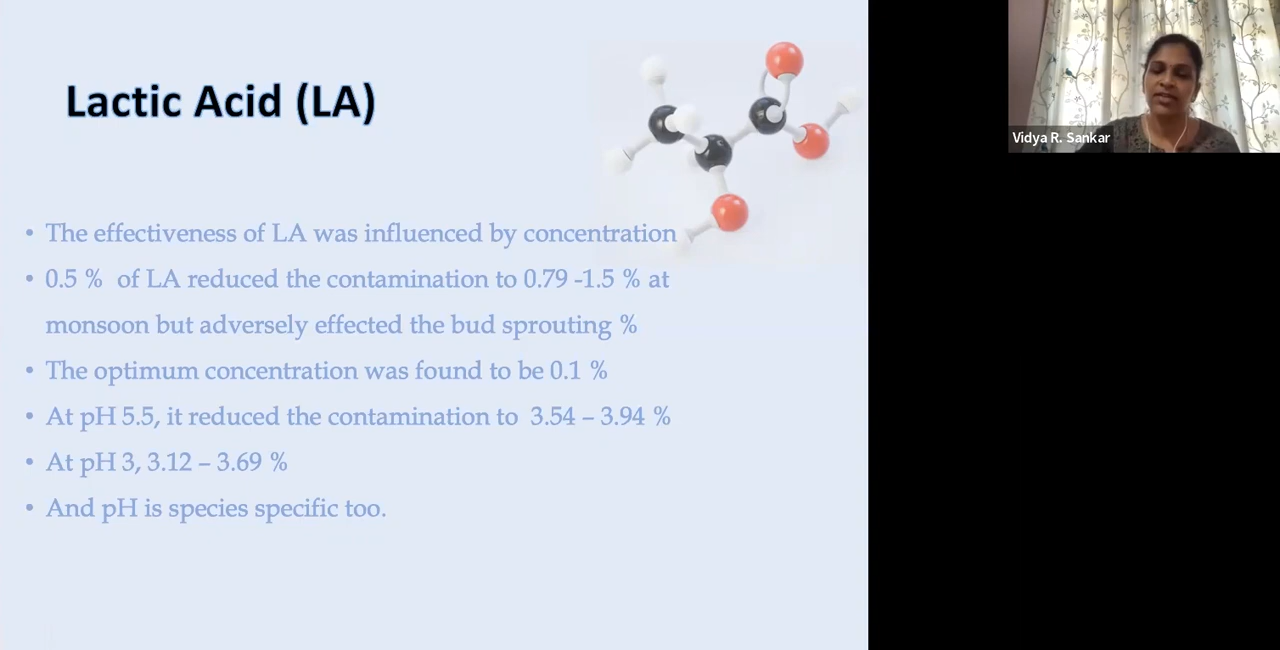 Lactic Acid (LA)
• The effectiveness of LA was influenced by concentration
• 0.5 % of LA reduced the contamination to 0.79 -1.5 % at
monsoon but adversely effected the bud sprouting %
• The optimum concentration was found to be 0.1 %
• At pH 5.5, it reduced the contamination to 3.54 – 3.94 %
• At pH 3, 3.12 – 3.69 %
• And pH is species specific too.
Vidya R. Sankar